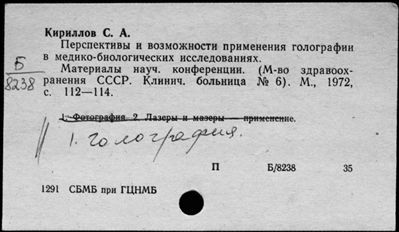 Кириллов С. А.
Перспективы и возможности применения голографии
в медико-биологических исследованиях.
Материалы науч. конференции. (М-во здравоох-
ранения СССР. Клинич. больница № 6). М., 1972,
с. 112—114.
Б
8238
1. Фотография. 2. Лазеры и мазеры — применение.
1. голография.
П Б/8238 35
1291 СБМБ при ГЦНМБ